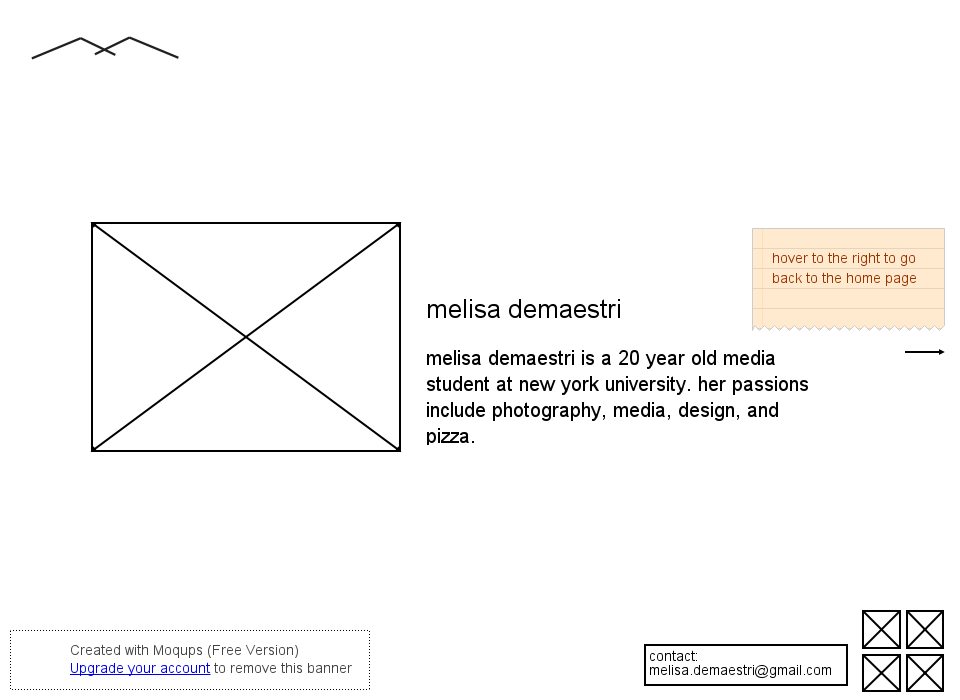 hover to the right to go
back to the home page
melisa demaestri
melisa demaestri is a 20 year old media
student at new york university. her passions
include photography, media, design, and
pizza.
Created with Moqups (Free Version)
Upgrade your account to remove this banner
contact:
melisa.demaestri@gmail.com